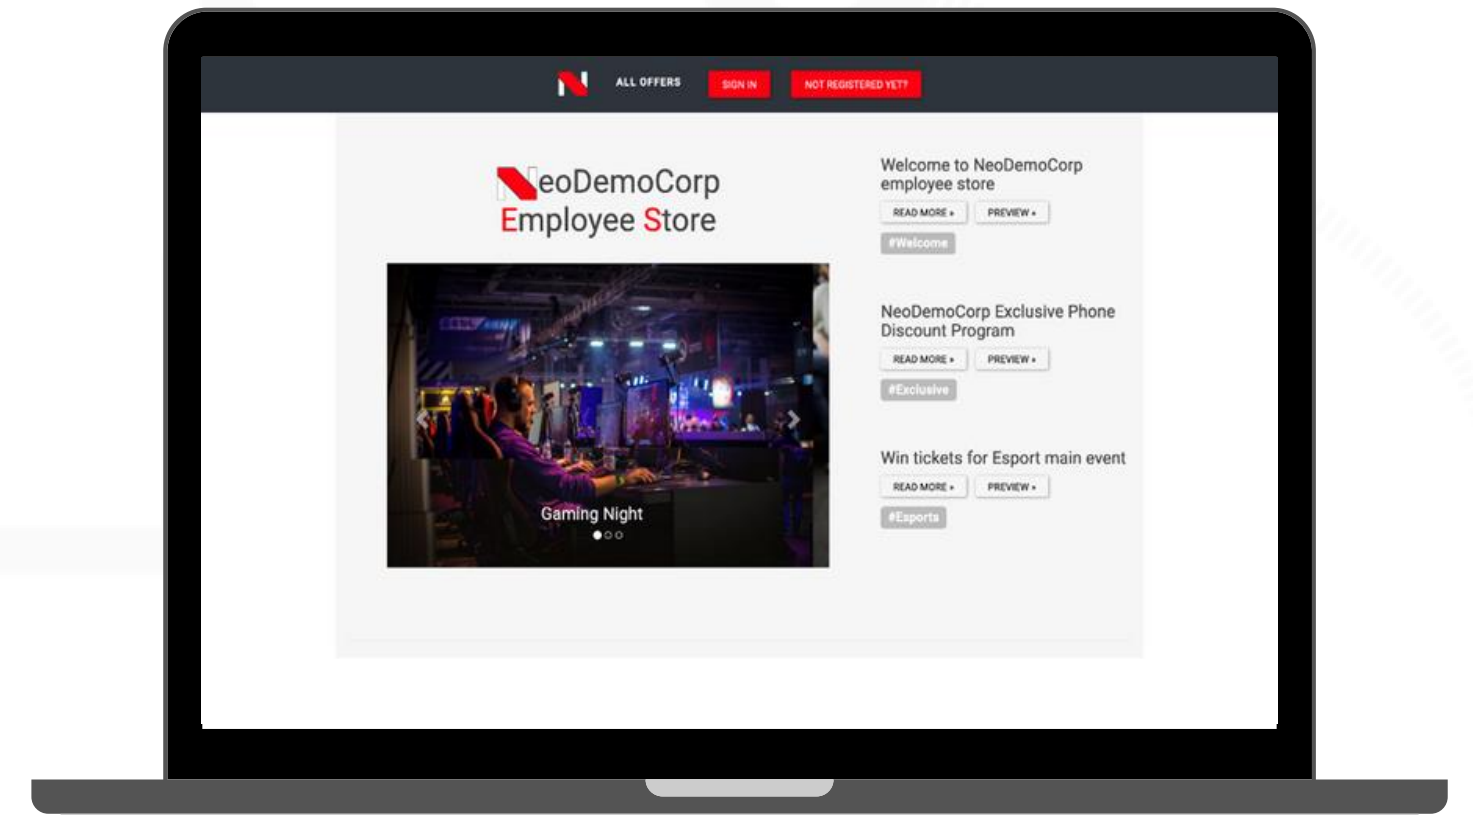 N ALL OFFERS SIGN IN NOT REGISTERED YET?
NeoDemoCorp
Employee Store
Gaming Night
Welcome to NeoDemoCorp
employee store
READ MORE » PREVIEW »
#Welcome
NeoDemoCorp Exclusive Phone
Discount Program
READ MORE » PREVIEW »
#Exclusive
Win tickets for Esport main event
READ MORE » PREVIEW »
#Esports